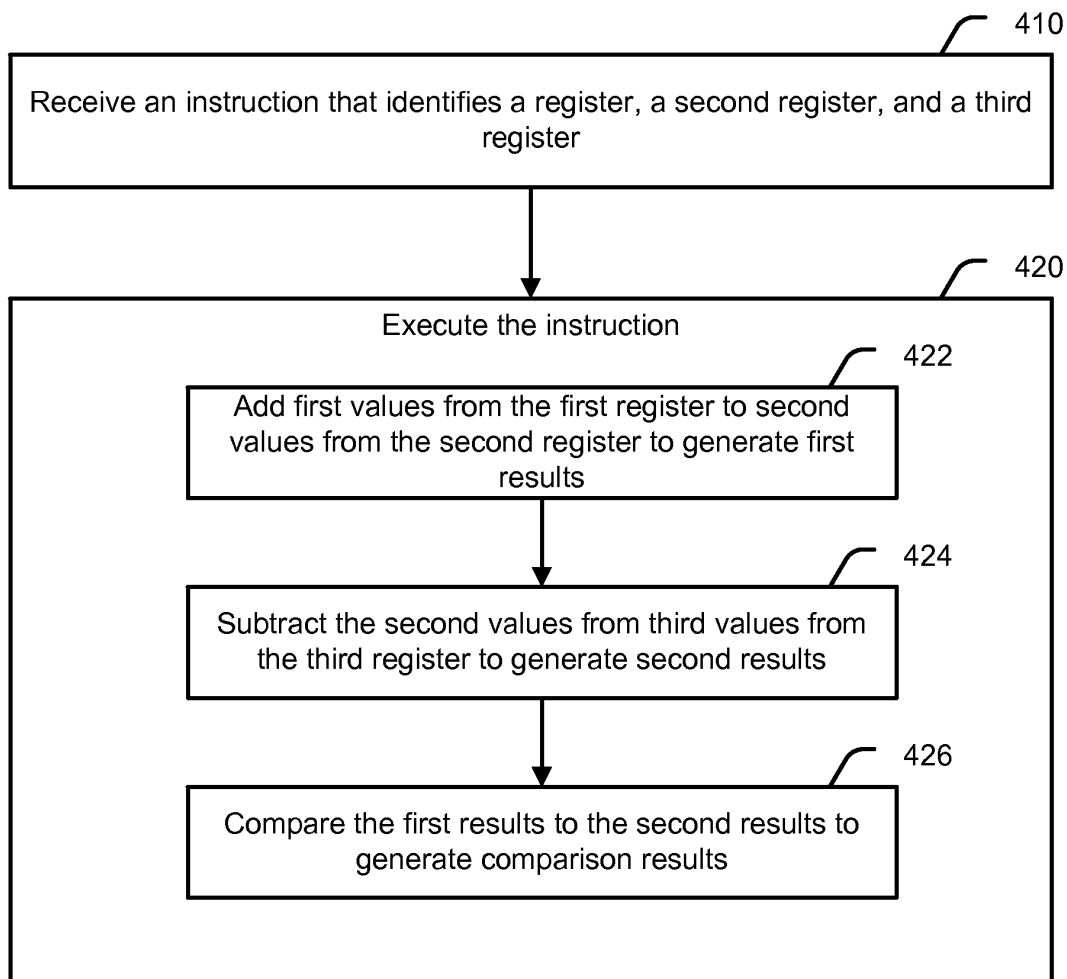 410
Receive an instruction that identifies a register, a second register, and a third
register
420
Execute the instruction
422
Add first values from the first register to second
values from the second register to generate first
results
424
Subtract the second values from third values from
the third register to generate second results
426
Compare the first results to the second results to
generate comparison results